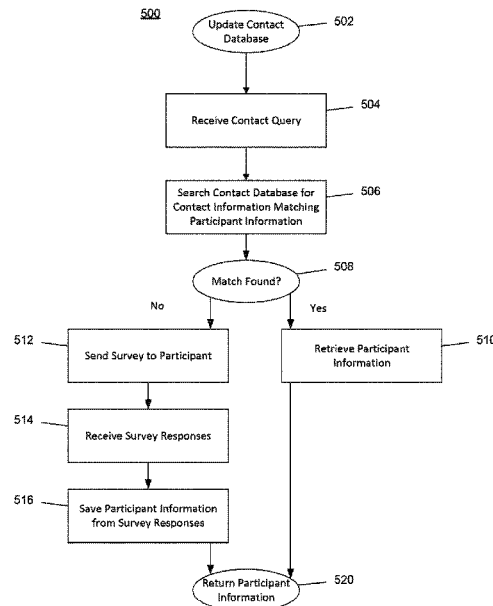 500
Update Contact
Database
502
Receive Contact Query
504
Search Contact Database for
Contact Information Matching
Participant Information
506
Match Found?
508
No
Yes
512
Send Survey to Participant
Retrieve Participant
Information
510
514
Receive Survey Responses
516
Save Participant Information
from Survey Responses
Return Participant
Information
520